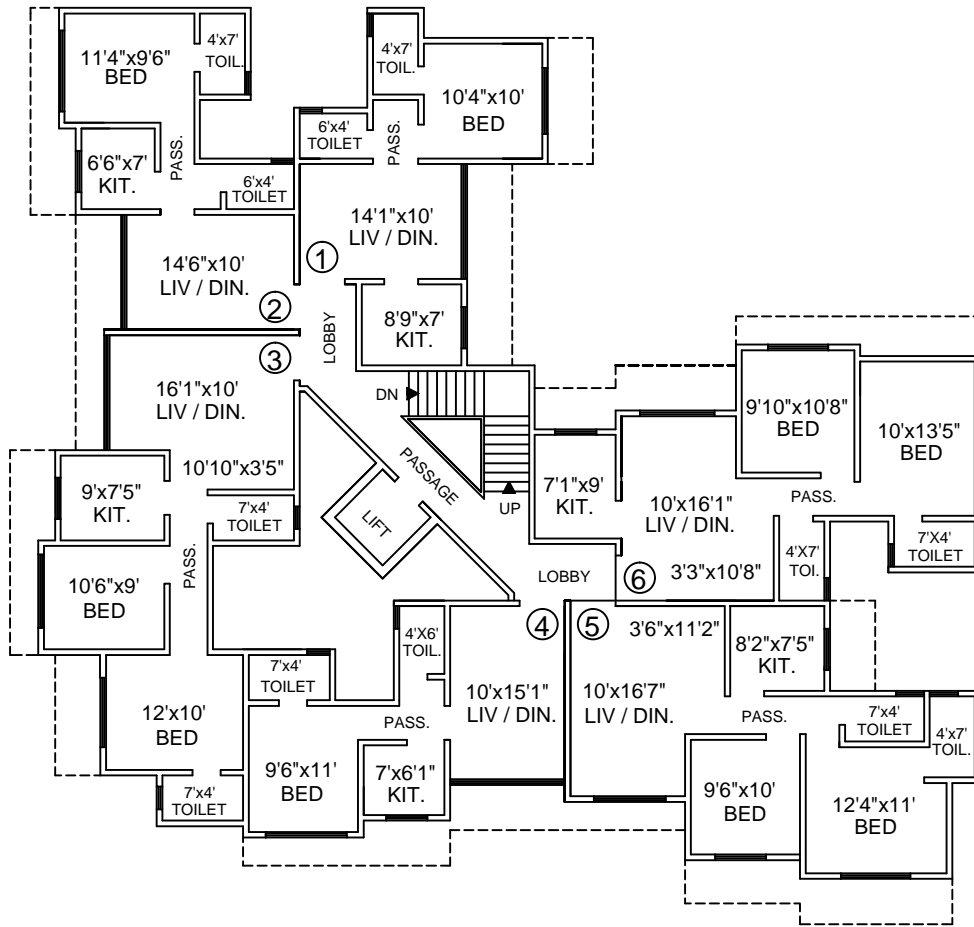 11'4"x9'6"
BED
4'x7'
TOIL.
6'6"x7'
KIT.
PASS.
6'x4'
TOILET
14'6"x10'
LIV / DIN.
2
4'x7'
TOIL.
10'4"x10'
BED
6'x4'
TOILET
PASS.
14'1"x10'
LIV / DIN.
1
8'9"x7'
KIT.
LOBBY
3
16'1"x10'
LIV / DIN.
10'10"x3'5"
9'x7'5"
KIT.
7'x4'
TOILET
10'6"x9'
BED
PASS.
12'x10'
BED
7'x4'
TOILET
DN
UP
PASSAGE
LIFT
LOBBY
7'1"x9'
KIT.
10'x16'1"
LIV / DIN.
9'10"x10'8"
BED
10'x13'5"
BED
PASS.
4'X7'
TOI.
7'X4'
TOILET
3'3"x10'8"
6
4
5
4'X6'
TOIL.
7'x4'
TOILET
10'x15'1"
LIV / DIN.
PASS.
9'6"x11'
BED
7'x6'1"
KIT.
3'6"x11'2"
8'2"x7'5"
KIT.
10'x16'7"
LIV / DIN.
PASS.
7'x4'
TOILET
4'x7'
TOIL.
9'6"x10'
BED
12'4"x11'
BED